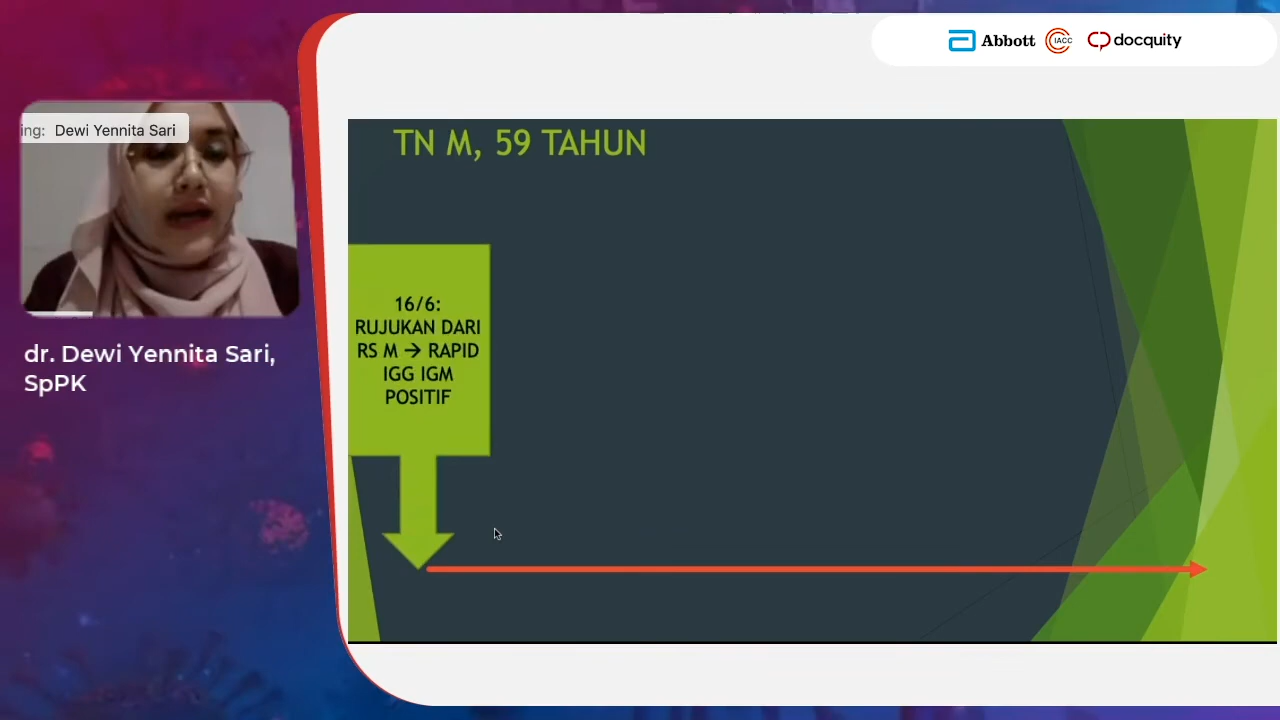 Abbott
IACC
docquity
ing: Dewi Yennita Sari
dr. Dewi Yennita Sari,
SpPK
TN M, 59 TAHUN
16/6:
RUJUKAN DARI
RS M → RAPID
IGG IGM
POSITIF